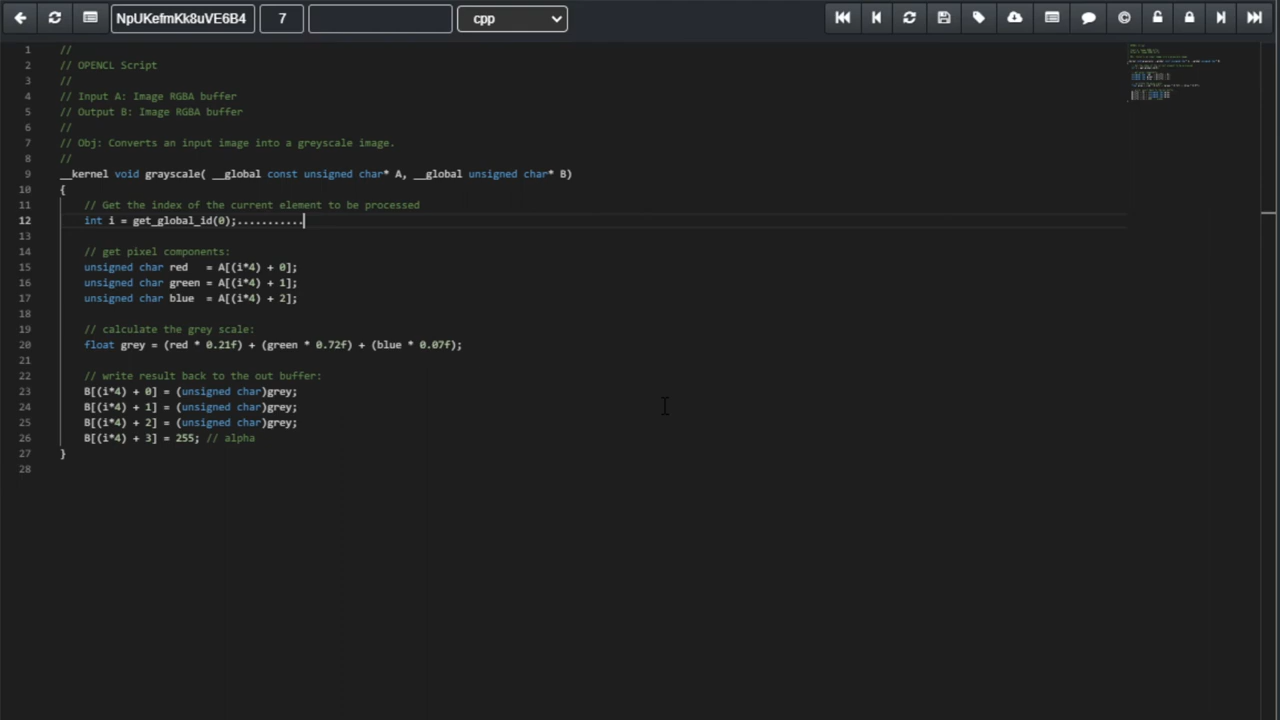 NpUKefmKk8uVE6B4 7 cpp
1 //
2 // OPENCL Script
3 //
4 // Input A: Image RGBA buffer
5 // Output B: Image RGBA buffer
6 //
7 // Obj: Converts an input image into a greyscale image.
8 //
9 __kernel void grayscale( __global const unsigned char* A, __global unsigned char* B)
10 {
11 // Get the index of the current element to be processed
12 int i = get_global_id(0);...........
13
14 // get pixel components:
15 unsigned char red   = A[(i*4) + 0];
16 unsigned char green = A[(i*4) + 1];
17 unsigned char blue  = A[(i*4) + 2];
18
19 // calculate the grey scale:
20 float grey = (red * 0.21f) + (green * 0.72f) + (blue * 0.07f);
21
22 // write result back to the out buffer:
23 B[(i*4) + 0] = (unsigned char)grey;
24 B[(i*4) + 1] = (unsigned char)grey;
25 B[(i*4) + 2] = (unsigned char)grey;
26 B[(i*4) + 3] = 255; // alpha
27 }
28